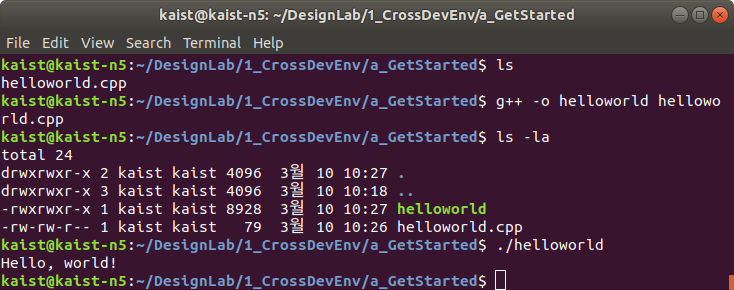 kaist@kaist-n5: ~/DesignLab/1_CrossDevEnv/a_GetStarted
File Edit View Search Terminal Help
kaist@kaist-n5:~/DesignLab/1_CrossDevEnv/a_GetStarted$ ls
helloworld.cpp
kaist@kaist-n5:~/DesignLab/1_CrossDevEnv/a_GetStarted$ g++ -o helloworld hellowo
rld.cpp
kaist@kaist-n5:~/DesignLab/1_CrossDevEnv/a_GetStarted$ ls -la
total 24
drwxrwxr-x 2 kaist kaist 4096  3월 10 10:27 .
drwxrwxr-x 3 kaist kaist 4096  3월 10 10:18 ..
-rwxrwxr-x 1 kaist kaist 8928  3월 10 10:27 helloworld
-rw-rw-r-- 1 kaist kaist   79  3월 10 10:26 helloworld.cpp
kaist@kaist-n5:~/DesignLab/1_CrossDevEnv/a_GetStarted$ ./helloworld
Hello, world!
kaist@kaist-n5:~/DesignLab/1_CrossDevEnv/a_GetStarted$